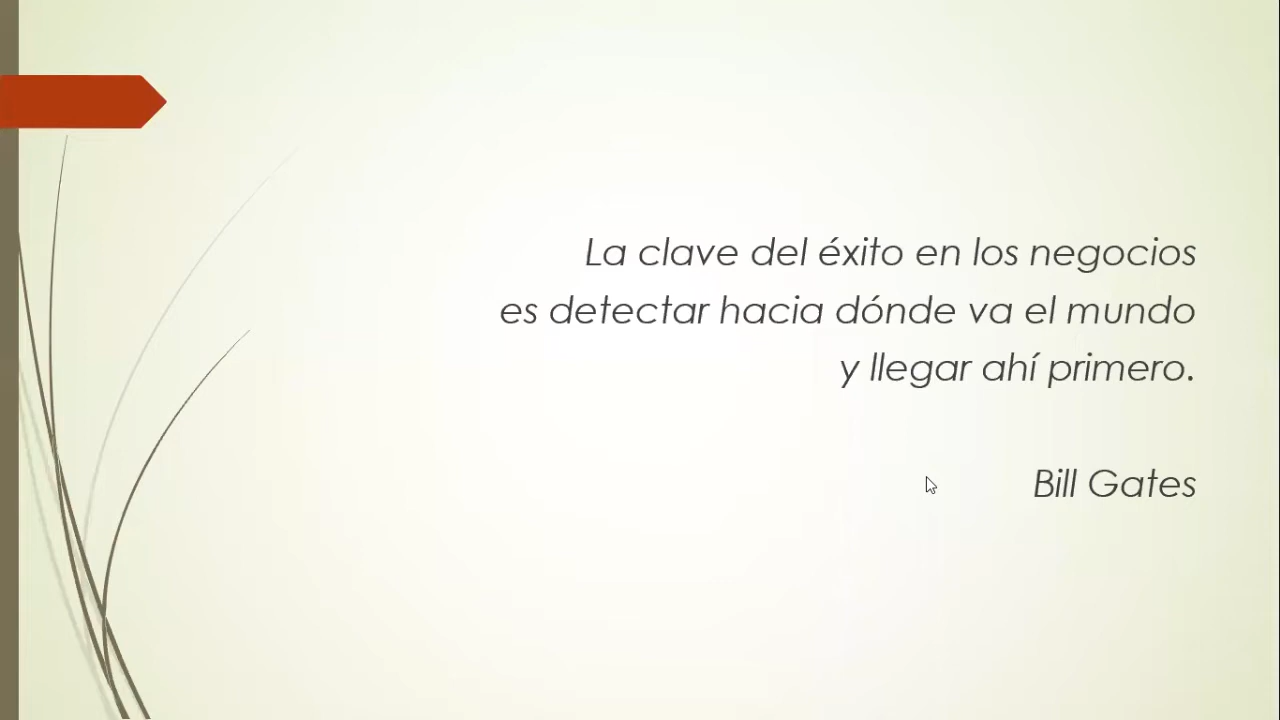 La clave del éxito en los negocios
es detectar hacia dónde va el mundo
y llegar ahí primero.
Bill Gates